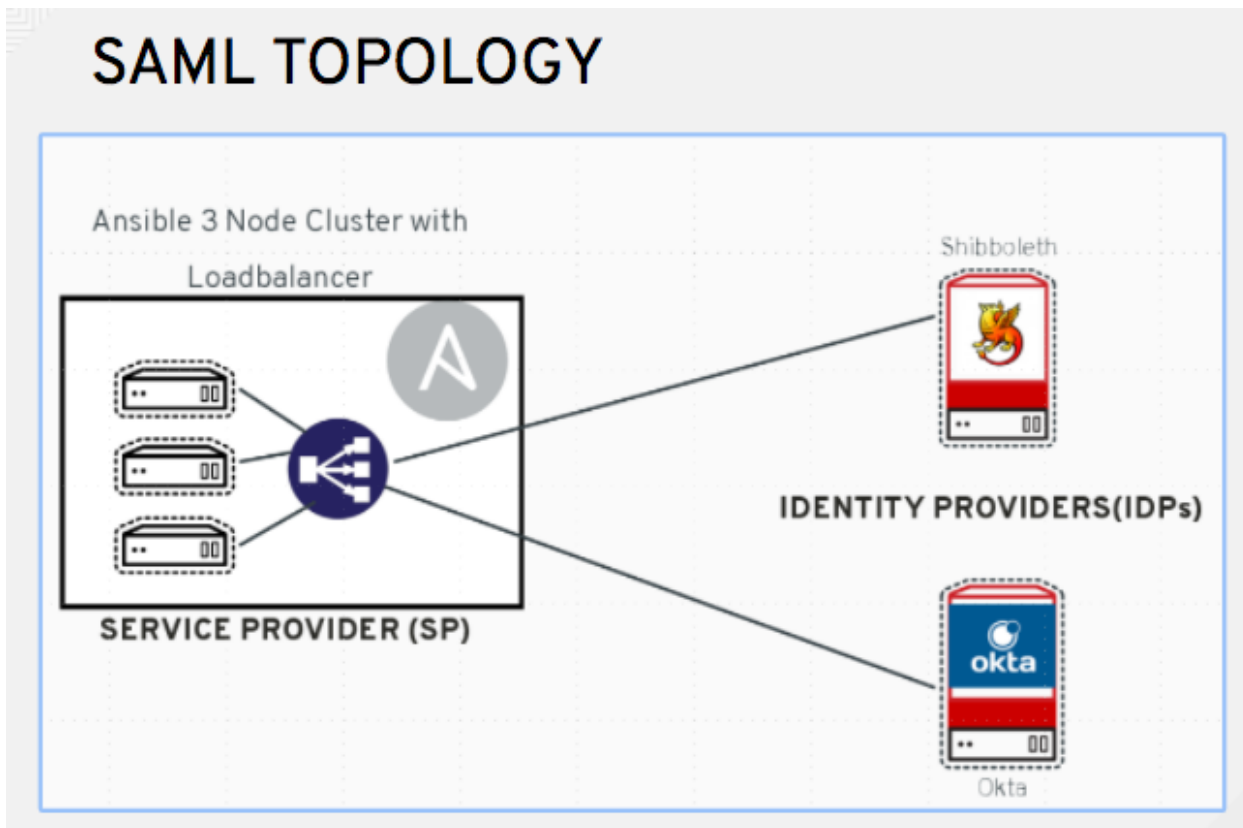 SAML TOPOLOGY
Ansible 3 Node Cluster with
Loadbalancer
SERVICE PROVIDER (SP)
Shibboleth
IDENTITY PROVIDERS(IDPs)
okta
Okta